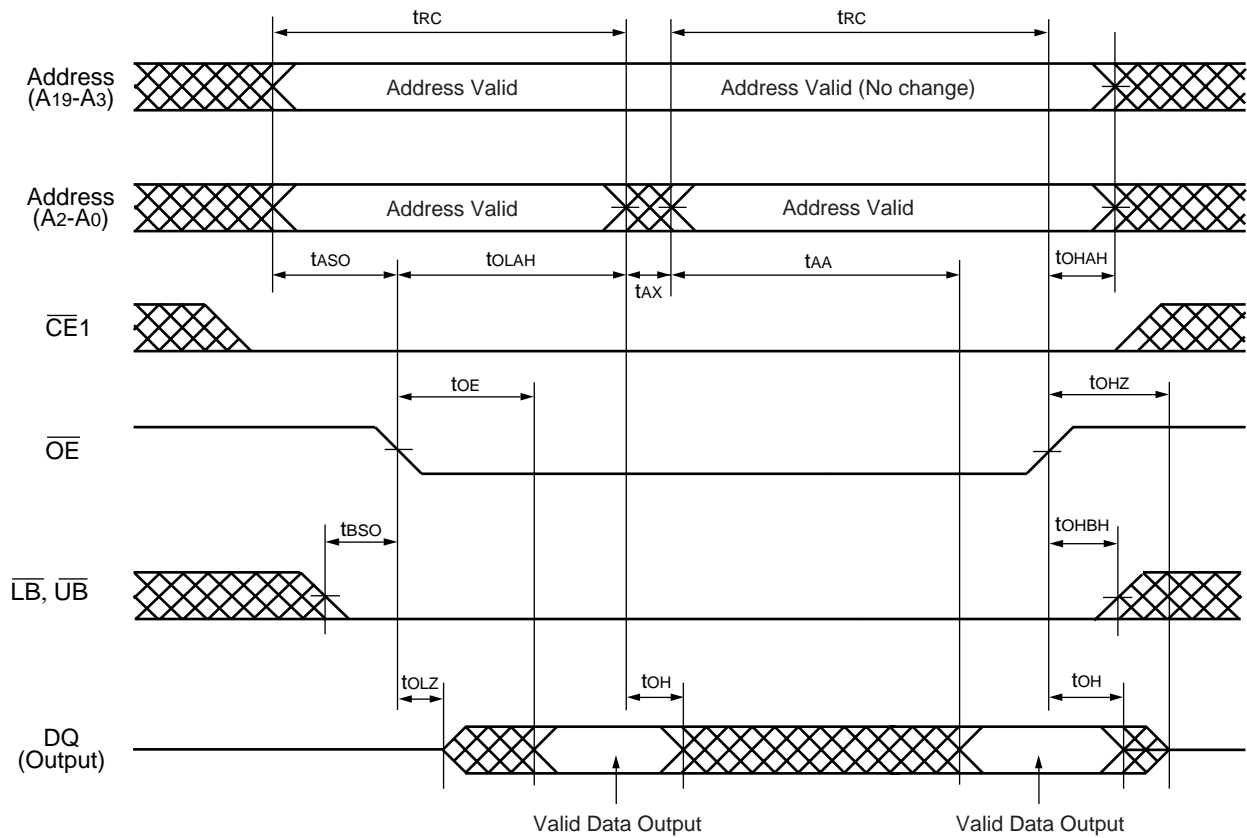 tRC tRC
Address
(A19-A3)
Address Valid Address Valid (No change)
Address
(A2-A0)
Address Valid Address Valid
tASO tOLAH tAX tAA tOHAH
CE1
tOE tOHZ
OE
tBSO tOHBH
LB, UB
tOLZ tOH tOH
DQ
(Output)
Valid Data Output Valid Data Output